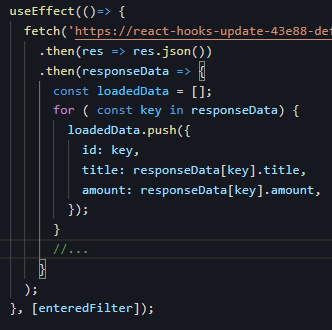 useEffect(()=> {
fetch('https://react-hooks-update-43e88-def
.then(res => res.json())
.then(responseData => {
const loadedData = [];
for ( const key in responseData) {
loadedData.push({
id: key,
title: responseData[key].title,
amount: responseData[key].amount,
});
}
//...
}
);
}, [enteredFilter]);